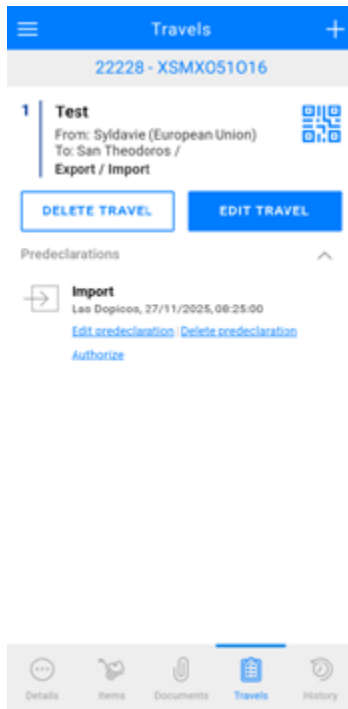 Travels
22228 - XSMXO51O16
1 Test
From: Syldavie (European Union)
To: San Theodoros /
Export / Import
DELETE TRAVEL EDIT TRAVEL
Predeclarations
Import
Las Dopicos, 27/11/2025, 08:25:00
Edit predeclaration | Delete predeclaration
Authorize
Details Items Documents Travels History